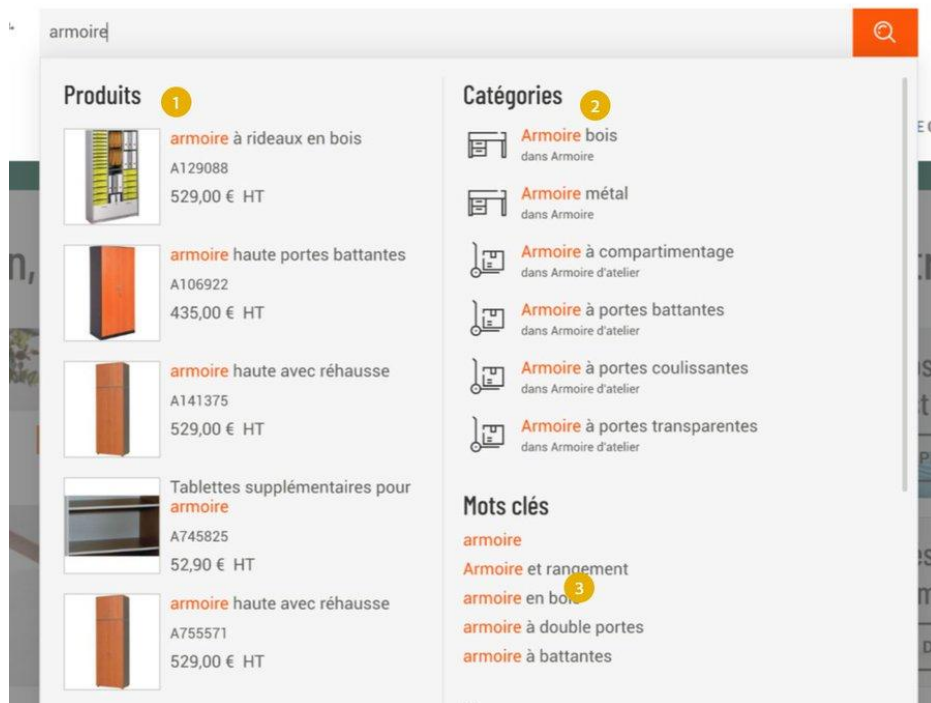 armoire
Produits
1
armoire à rideaux en bois
A129088
529,00 € HT
armoire haute portes battantes
A106922
435,00 € HT
armoire haute avec réhausse
A141375
529,00 € HT
Tablettes supplémentaires pour
armoire
A745825
52,90 € HT
armoire haute avec réhausse
A755571
529,00 € HT
Catégories
2
Armoire bois
dans Armoire
Armoire métal
dans Armoire
Armoire à compartimentage
dans Armoire d'atelier
Armoire à portes battantes
dans Armoire d'atelier
Armoire à portes coulissantes
dans Armoire d'atelier
Armoire à portes transparentes
dans Armoire d'atelier
Mots clés
armoire
Armoire et rangement
3
armoire en bois
armoire à double portes
armoire à battantes